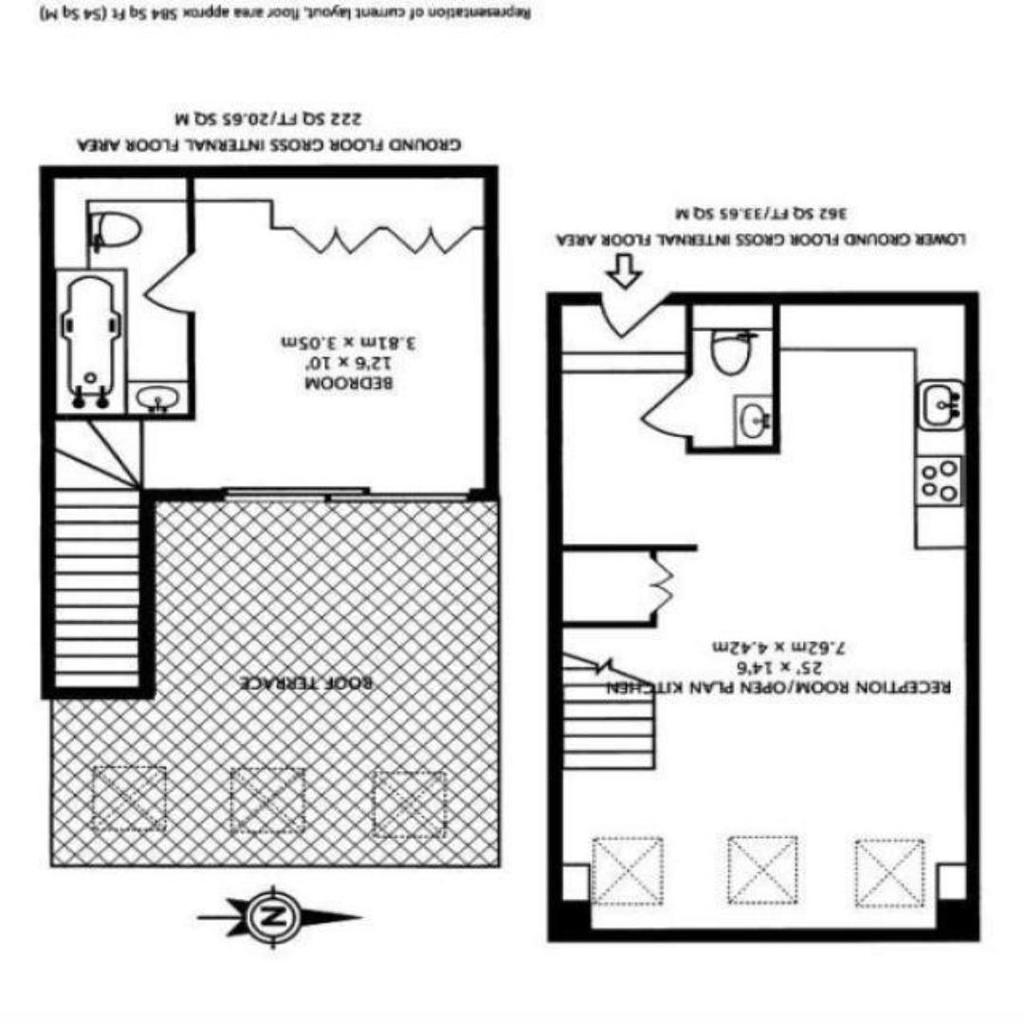 RECEPTION ROOM/OPEN PLAN KITCHEN
25' x 14'6
7.62m x 4.42m
LOWER GROUND FLOOR GROSS INTERNAL FLOOR AREA
362 SQ FT/33.65 SQ M
N
ROOF TERRACE
BEDROOM
12'6 x 10'
3.81m x 3.05m
GROUND FLOOR GROSS INTERNAL FLOOR AREA
222 SQ FT/20.65 SQ M
Representation of current layout, floor area approx 584 Sq Ft (54 Sq M)